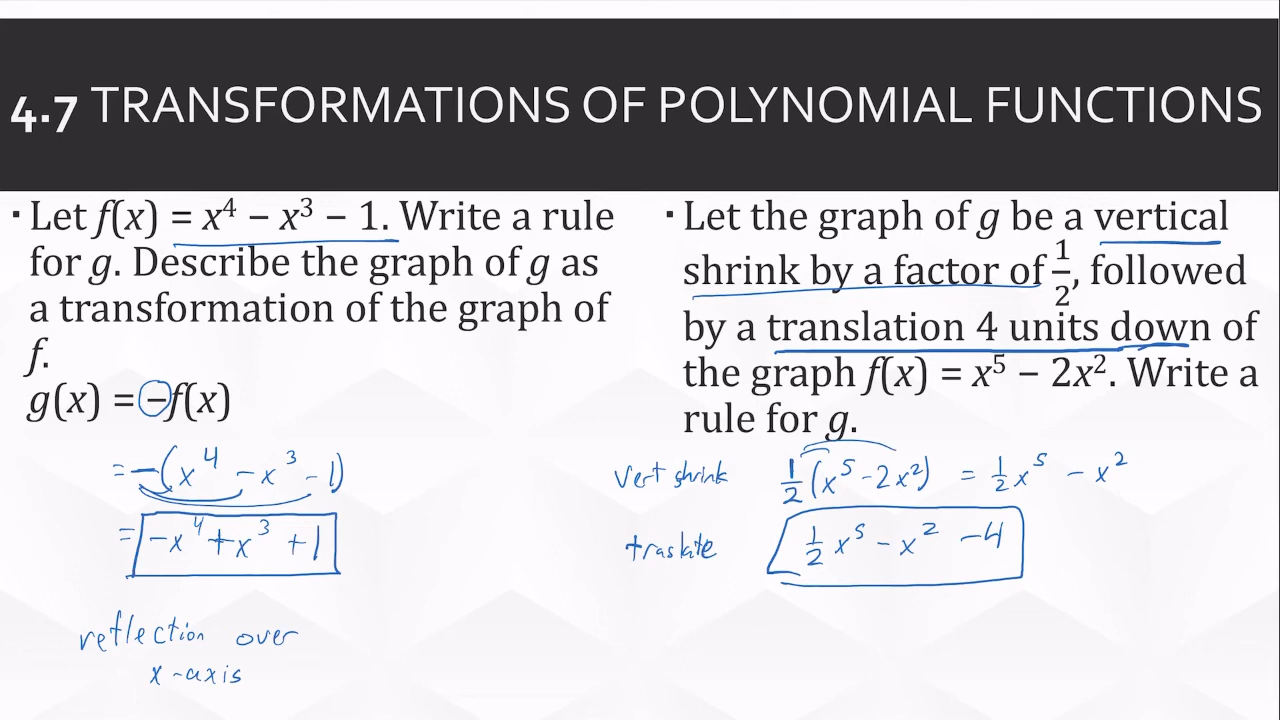 4.7 TRANSFORMATIONS OF POLYNOMIAL FUNCTIONS
▪ Let f(x) = x⁴ − x³ − 1. Write a rule
for g. Describe the graph of g as
a transformation of the graph of
f.
g(x) = −f(x)
= −(x⁴ − x³ − 1)
= −x⁴ + x³ + 1
reflection over
x-axis
▪ Let the graph of g be a vertical
shrink by a factor of 1/2, followed
by a translation 4 units down of
the graph f(x) = x⁵ − 2x². Write a
rule for g.
vert shrink 1/2(x⁵ − 2x²) = 1/2x⁵ − x²
traslate 1/2x⁵ − x² − 4